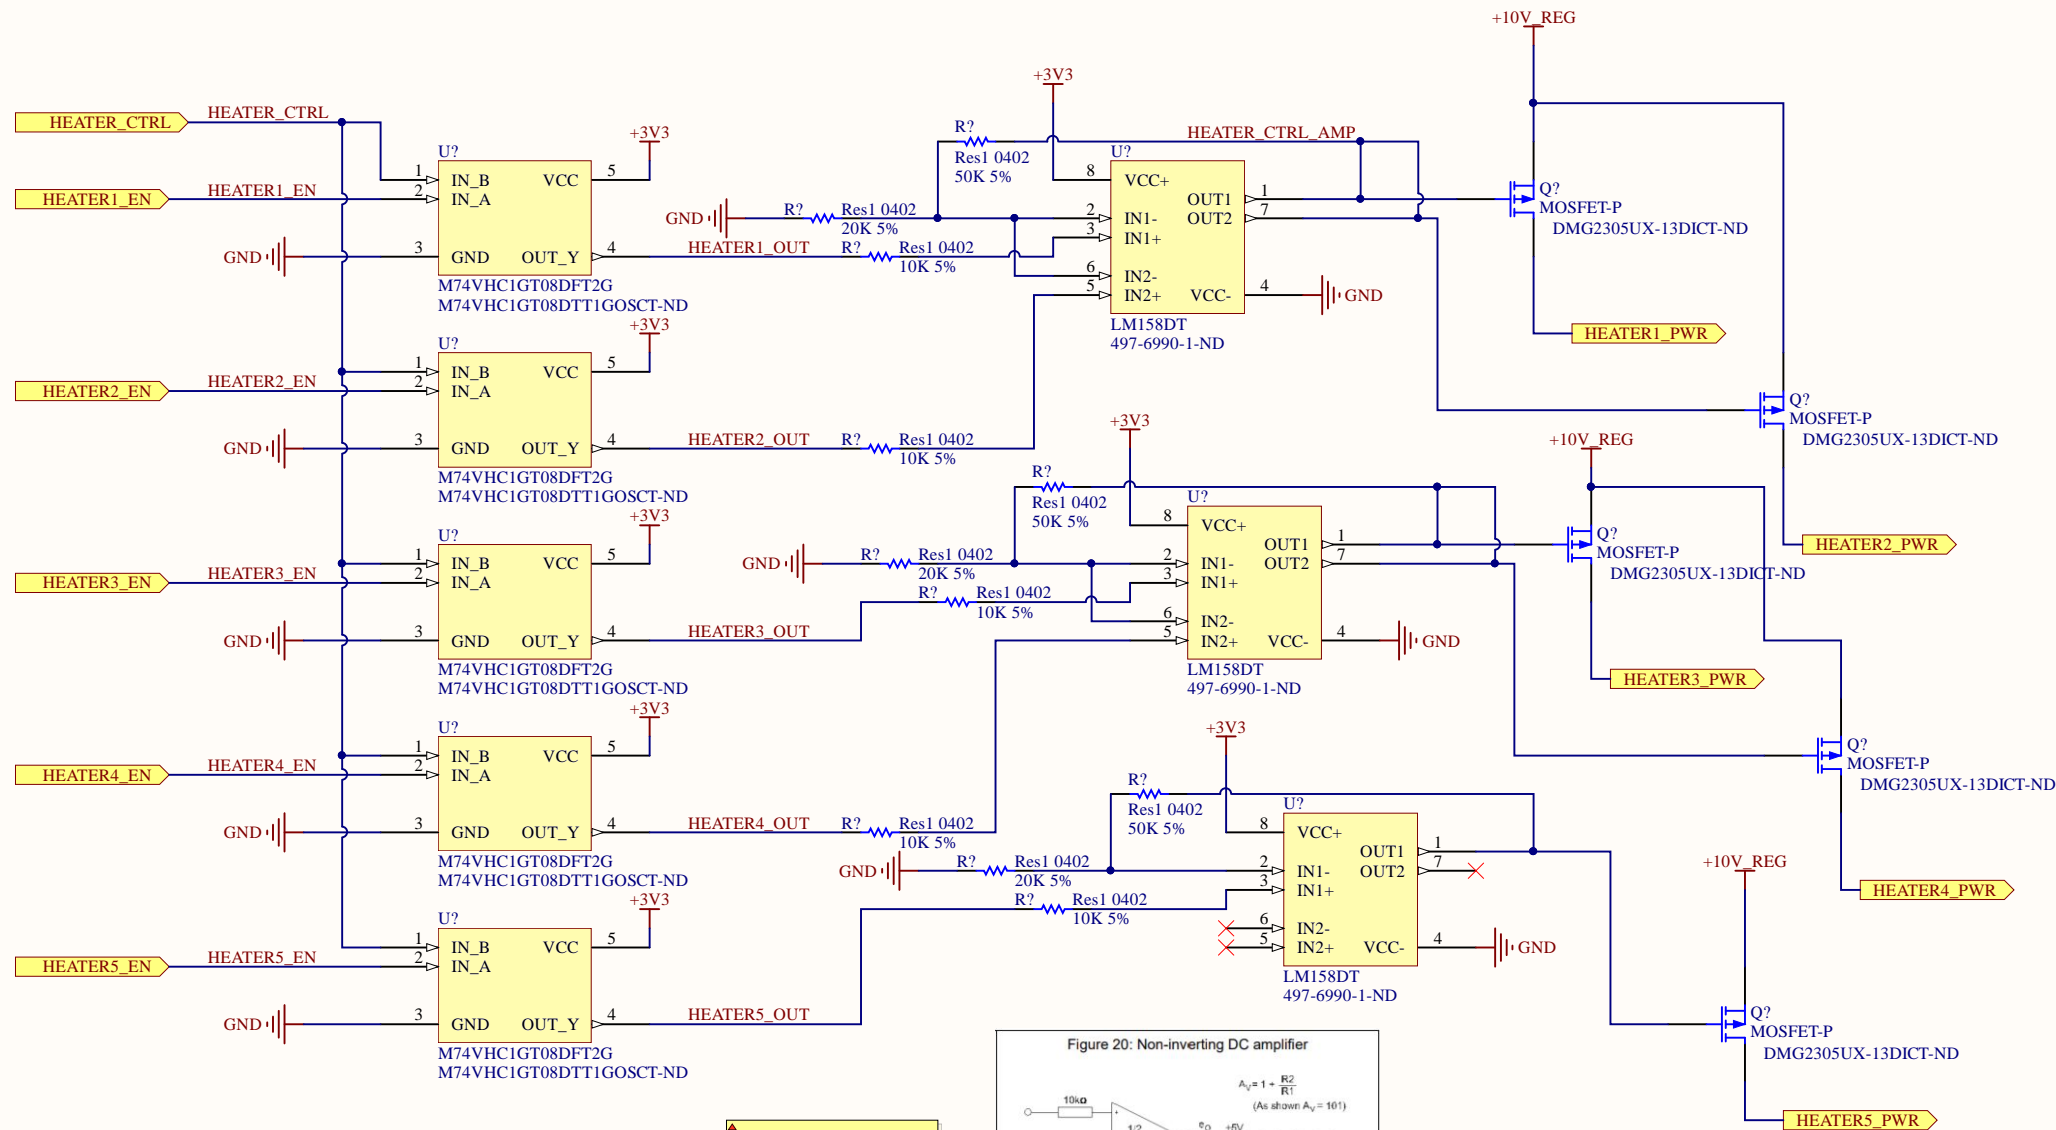 +10V_REG
+3V3
HEATER_CTRL
HEATER_CTRL
HEATER1_EN
HEATER1_EN
GND
U?
1 IN_B VCC 5
2 IN_A
3 GND OUT_Y 4
+3V3
M74VHC1GT08DFT2G
M74VHC1GT08DTT1GOSCT-ND
HEATER1_OUT
GND
R? Res1 0402
20K 5%
R? Res1 0402
10K 5%
R?
Res1 0402
50K 5%
HEATER_CTRL_AMP
U?
8 VCC+
OUT1 1
OUT2 7
2 IN1-
3 IN1+
6 IN2-
5 IN2+ VCC- 4
GND
LM158DT
497-6990-1-ND
Q?
MOSFET-P
DMG2305UX-13DICT-ND
HEATER1_PWR
HEATER2_EN
HEATER2_EN
GND
U?
1 IN_B VCC 5
2 IN_A
3 GND OUT_Y 4
+3V3
M74VHC1GT08DFT2G
M74VHC1GT08DTT1GOSCT-ND
HEATER2_OUT
R? Res1 0402
10K 5%
Q?
MOSFET-P
DMG2305UX-13DICT-ND
HEATER2_PWR
HEATER3_EN
HEATER3_EN
GND
U?
1 IN_B VCC 5
2 IN_A
3 GND OUT_Y 4
+3V3
M74VHC1GT08DFT2G
M74VHC1GT08DTT1GOSCT-ND
HEATER3_OUT
GND
R? Res1 0402
20K 5%
R? Res1 0402
10K 5%
R?
Res1 0402
50K 5%
+3V3
U?
8 VCC+
OUT1 1
OUT2 7
2 IN1-
3 IN1+
6 IN2-
5 IN2+ VCC- 4
GND
LM158DT
497-6990-1-ND
+10V_REG
Q?
MOSFET-P
DMG2305UX-13DICT-ND
HEATER3_PWR
HEATER4_EN
HEATER4_EN
GND
U?
1 IN_B VCC 5
2 IN_A
3 GND OUT_Y 4
+3V3
M74VHC1GT08DFT2G
M74VHC1GT08DTT1GOSCT-ND
HEATER4_OUT
R? Res1 0402
10K 5%
Q?
MOSFET-P
DMG2305UX-13DICT-ND
HEATER4_PWR
HEATER5_EN
HEATER5_EN
GND
U?
1 IN_B VCC 5
2 IN_A
3 GND OUT_Y 4
+3V3
M74VHC1GT08DFT2G
M74VHC1GT08DTT1GOSCT-ND
HEATER5_OUT
GND
R? Res1 0402
20K 5%
R? Res1 0402
10K 5%
R?
Res1 0402
50K 5%
+3V3
U?
8 VCC+
OUT1 1
OUT2 7
2 IN1-
3 IN1+
6 IN2-
5 IN2+ VCC- 4
GND
LM158DT
497-6990-1-ND
+10V_REG
Q?
MOSFET-P
DMG2305UX-13DICT-ND
HEATER5_PWR
Figure 20: Non-inverting DC amplifier
AV = 1 + R2/R1
(As shown AV = 101)
10kΩ
+5V